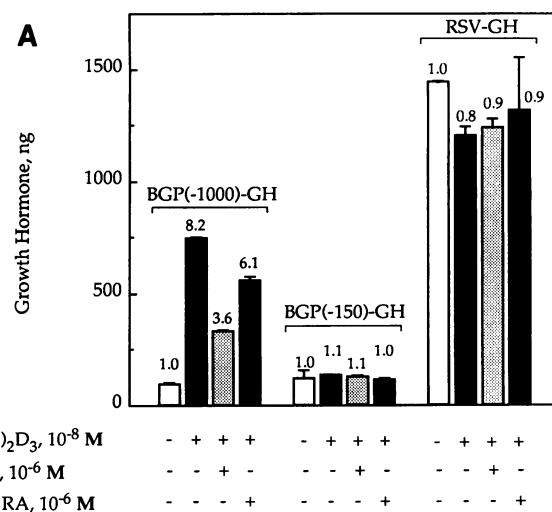 A
RSV-GH
1500
1.0
0.8
0.9
0.9
Growth Hormone, ng
1000
BGP(-1000)-GH
8.2
6.1
500
3.6
BGP(-150)-GH
1.0
1.0
1.1
1.1
1.0
0
)₂D₃, 10⁻⁸ M - + + + - + + + - + + +
, 10⁻⁶ M - - + - - - + - - - + -
RA, 10⁻⁶ M - - - + - - - + - - - +